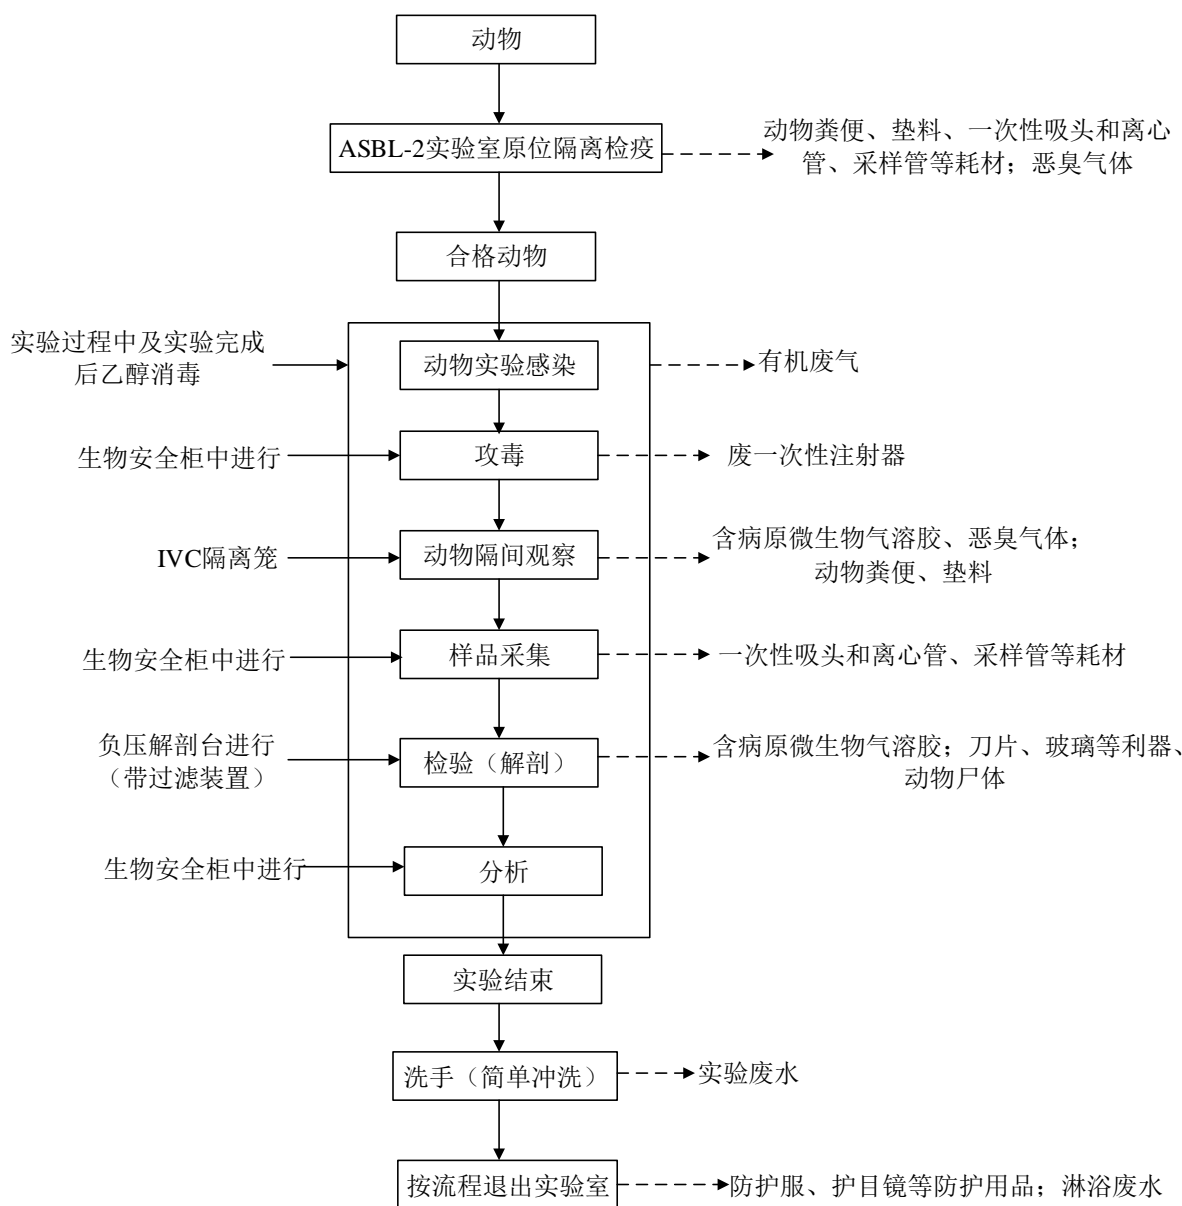 动物
ASBL-2实验室原位隔离检疫
动物粪便、垫料、一次性吸头和离心
管、采样管等耗材；恶臭气体
合格动物
实验过程中及实验完成
后乙醇消毒
动物实验感染
有机废气
生物安全柜中进行
攻毒
废一次性注射器
IVC隔离笼
动物隔间观察
含病原微生物气溶胶、恶臭气体；
动物粪便、垫料
生物安全柜中进行
样品采集
一次性吸头和离心管、采样管等耗材
负压解剖台进行
（带过滤装置）
检验（解剖）
含病原微生物气溶胶；刀片、玻璃等利器、
动物尸体
生物安全柜中进行
分析
实验结束
洗手（简单冲洗）
实验废水
按流程退出实验室
防护服、护目镜等防护用品；淋浴废水